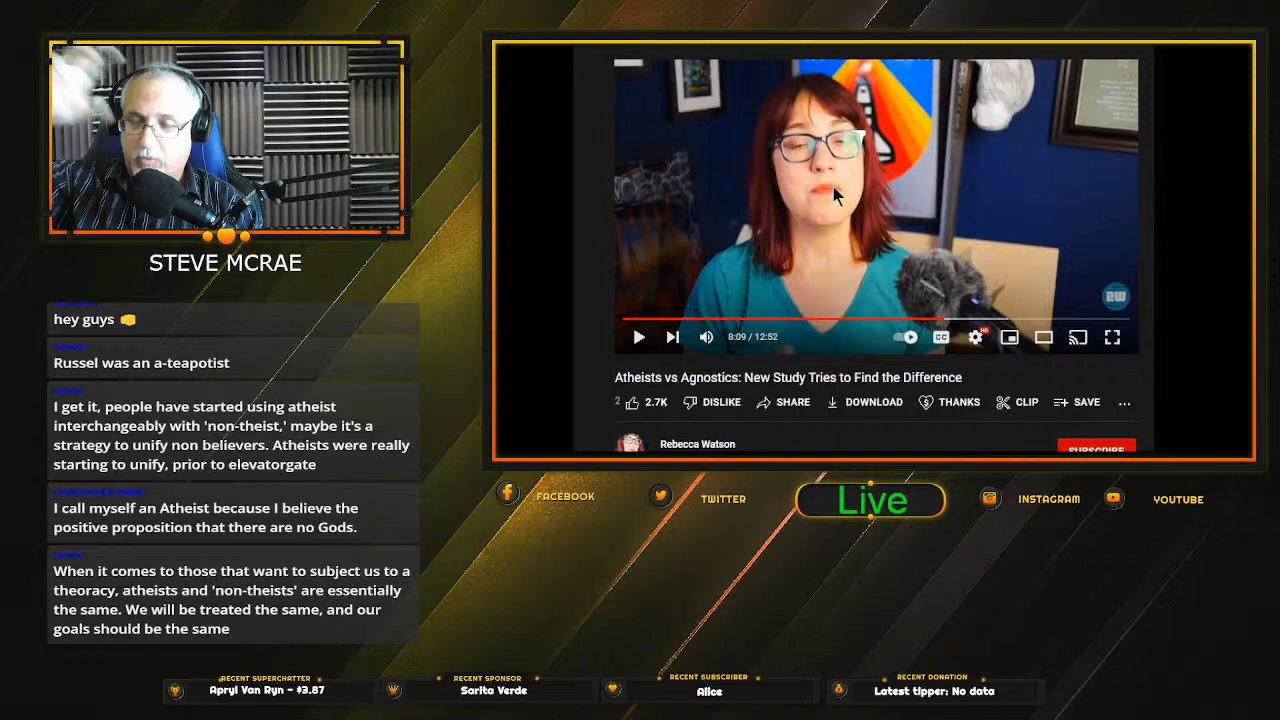 STEVE MCRAE
hey guys
Russel was an a-teapotist
I get it, people have started using atheist
interchangeably with 'non-theist,' maybe it's a
strategy to unify non believers. Atheists were really
starting to unify, prior to elevatorgate
I call myself an Atheist because I believe the
positive proposition that there are no Gods.
When it comes to those that want to subject us to a
theoracy, atheists and 'non-theists' are essentially
the same. We will be treated the same, and our
goals should be the same
8:09 / 12:52
CC
HD
Atheists vs Agnostics: New Study Tries to Find the Difference
2 2.7K DISLIKE SHARE DOWNLOAD THANKS CLIP SAVE ...
Rebecca Watson
SUBSCRIBE
FACEBOOK TWITTER Live INSTAGRAM YOUTUBE
RECENT SUPERCHATTER
Apryl Van Ryn - $3.87
RECENT SPONSOR
Sarita Verde
RECENT SUBSCRIBER
Alice
RECENT DONATION
Latest tipper: No data